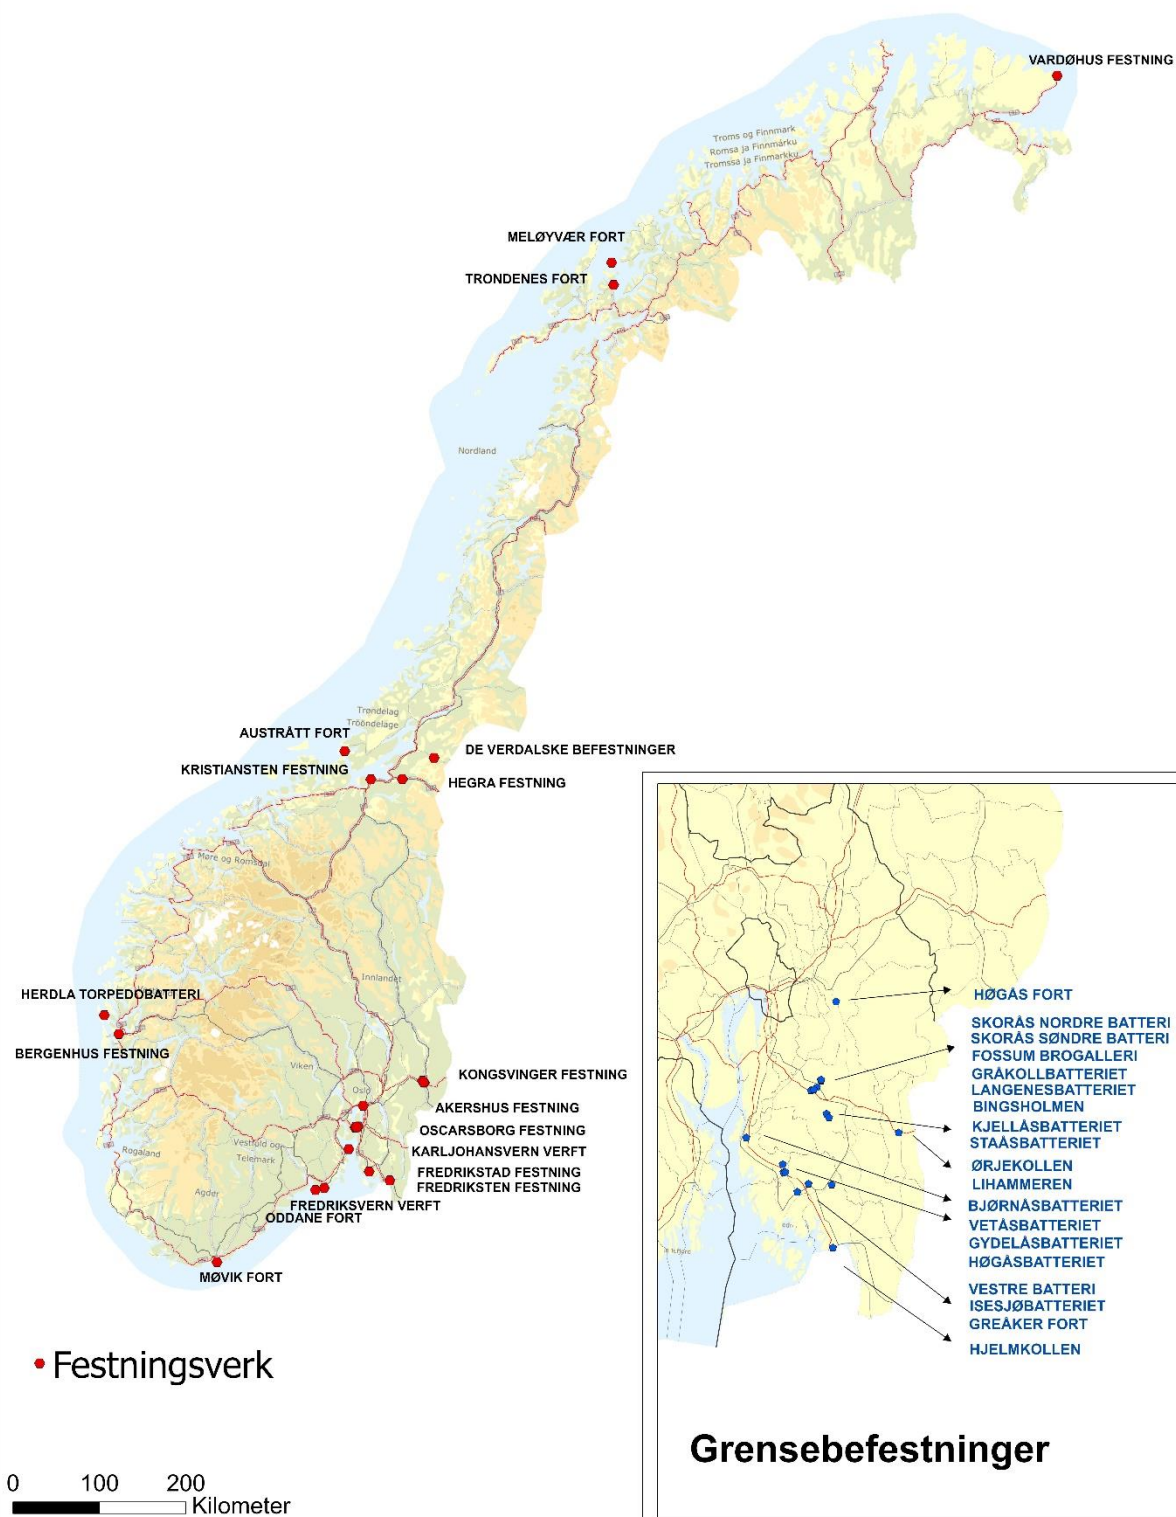 VARDØHUS FESTNING
Troms og Finnmark
Romsa ja Finnmárku
Tromssa ja Finmarkku
MELØYVÆR FORT
TRONDENES FORT
Nordland
Trøndelag
Trööndelage
AUSTRÅTT FORT
DE VERDALSKE BEFESTNINGER
KRISTIANSTEN FESTNING
HEGRA FESTNING
Møre og Romsdal
Innlandet
HERDLA TORPEDOBATTERI
BERGENHUS FESTNING
Viken
KONGSVINGER FESTNING
Oslo
AKERSHUS FESTNING
OSCARSBORG FESTNING
Vestfold og
Telemark
KARLJOHANSVERN VERFT
Rogaland
FREDRIKSTAD FESTNING
FREDRIKSTEN FESTNING
Agder
FREDRIKSVERN VERFT
ODDANE FORT
MØVIK FORT
Festningsverk
0 100 200
Kilometer
HØGÅS FORT
SKORÅS NORDRE BATTERI
SKORÅS SØNDRE BATTERI
FOSSUM BROGALLERI
GRÅKOLLBATTERIET
LANGENESBATTERIET
BINGSHOLMEN
KJELLÅSBATTERIET
STAÅSBATTERIET
ØRJEKOLLEN
LIHAMMEREN
BJØRNÅSBATTERIET
VETÅSBATTERIET
GYDELÅSBATTERIET
HØGÅSBATTERIET
VESTRE BATTERI
ISESJØBATTERIET
GREÅKER FORT
HJELMKOLLEN
Grensebefestninger